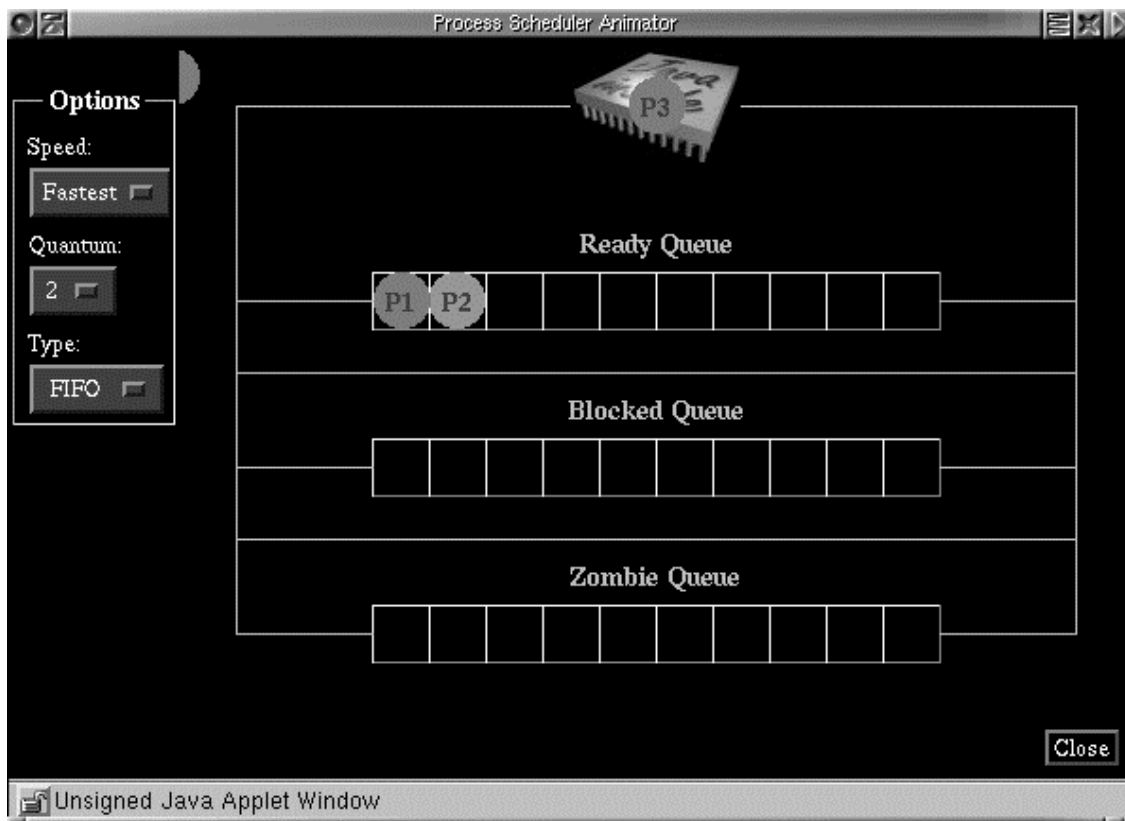 Process Scheduler Animator
Options
Speed:
Fastest
Quantum:
2
Type:
FIFO
Java
P3
Ready Queue
P1 P2
Blocked Queue
Zombie Queue
Close
Unsigned Java Applet Window